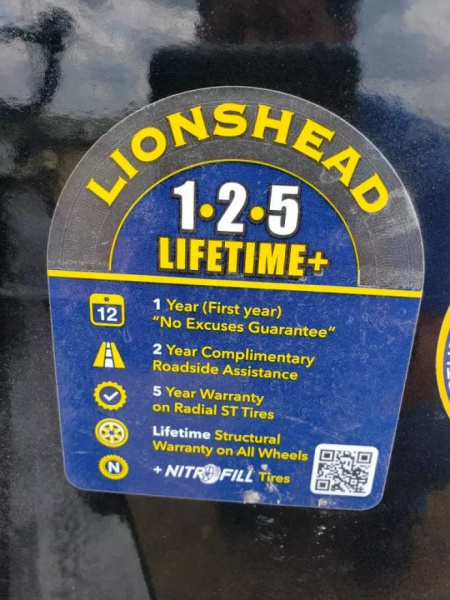 LIONSHEAD
1•2•5
LIFETIME+
12
1 Year (First year)
"No Excuses Guarantee"
2 Year Complimentary
Roadside Assistance
5 Year Warranty
on Radial ST Tires
Lifetime Structural
Warranty on All Wheels
N
+ NITROFILL Tires